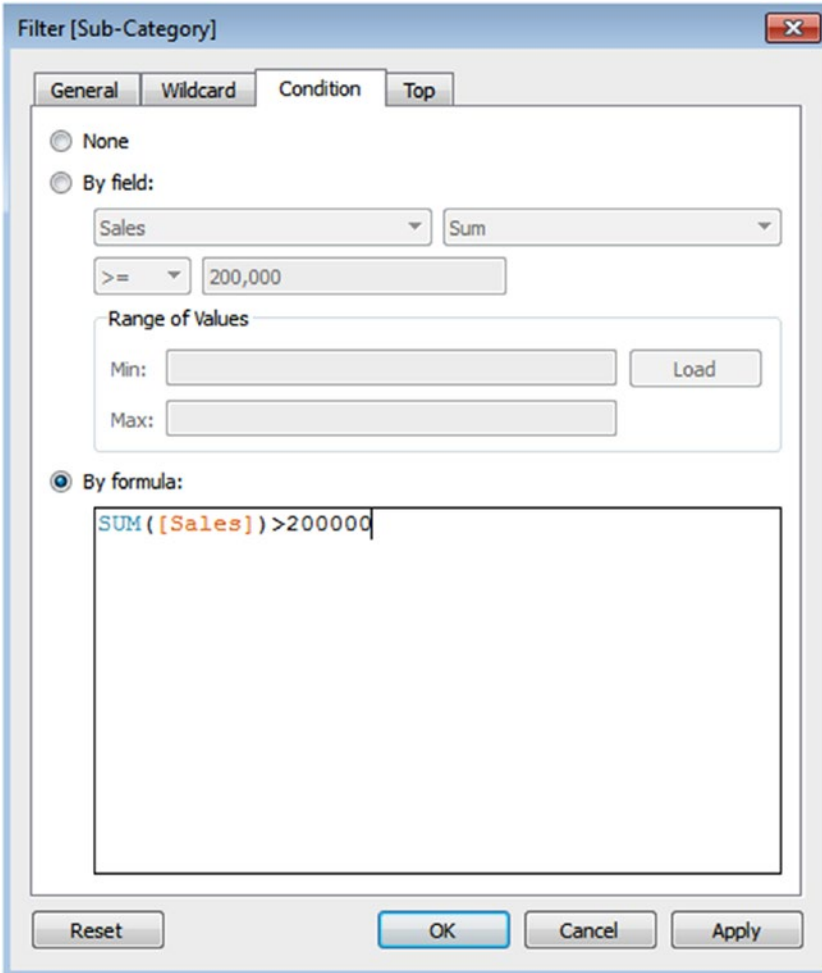 Filter [Sub-Category]
General Wildcard Condition Top
None
By field:
Sales Sum
>= 200,000
Range of Values
Min: Load
Max:
By formula:
SUM([Sales])>200000
Reset OK Cancel Apply